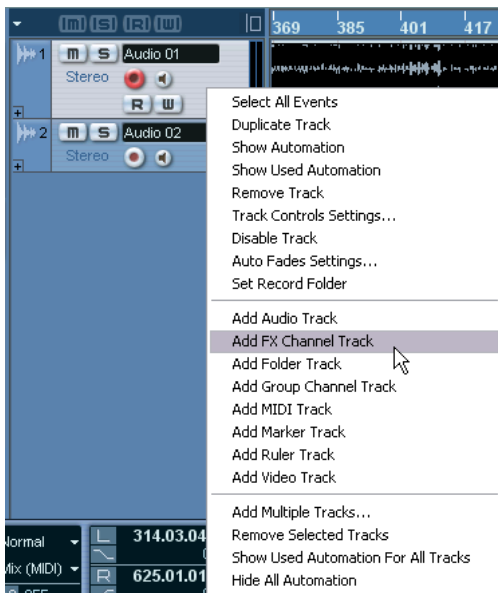 [m] [S] [R] [W] 369 385 401 417
1 m S Audio 01
Stereo
R W
2 m S Audio 02
Stereo
Select All Events
Duplicate Track
Show Automation
Show Used Automation
Remove Track
Track Controls Settings...
Disable Track
Auto Fades Settings...
Set Record Folder
Add Audio Track
Add FX Channel Track
Add Folder Track
Add Group Channel Track
Add MIDI Track
Add Marker Track
Add Ruler Track
Add Video Track
Add Multiple Tracks...
Remove Selected Tracks
Show Used Automation For All Tracks
Hide All Automation
Normal L 314.03.04
Mix (MIDI) R 625.01.01